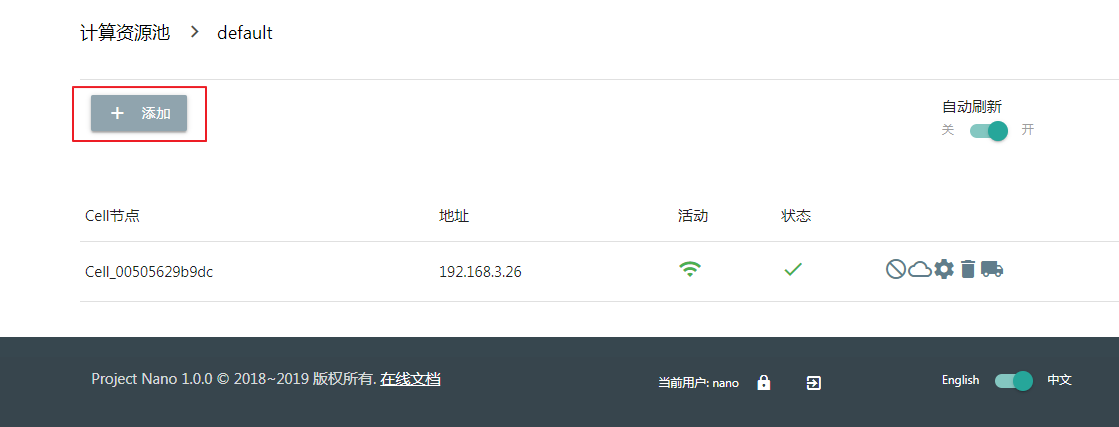 计算资源池 > default
+ 添加
自动刷新
关 开
Cell节点 地址 活动 状态
Cell_00505629b9dc 192.168.3.26
Project Nano 1.0.0 © 2018~2019 版权所有. 在线文档 当前用户: nano English 中文